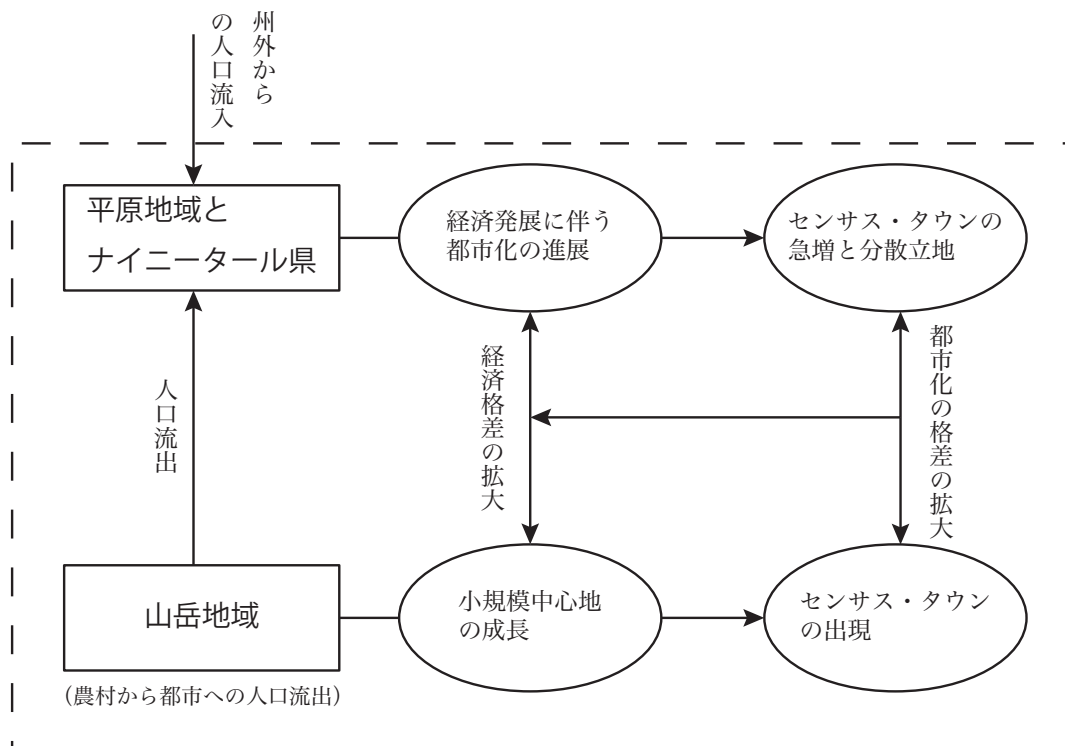 州外から
の人口流入
平原地域と
ナイニータール県
経済発展に伴う
都市化の進展
センサス・タウンの
急増と分散立地
人口流出
経済格差の拡大
都市化の格差の拡大
山岳地域
小規模中心地
の成長
センサス・タウン
の出現
(農村から都市への人口流出)